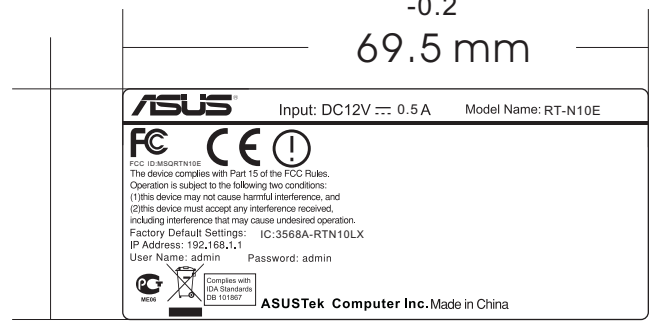 -0.2
69.5 mm
ASUS® Input: DC12V ⎓ 0.5 A Model Name: RT-N10E
FC CE
FCC ID:MSQRTN10E
The device complies with Part 15 of the FCC Rules.
Operation is subject to the following two conditions:
(1)this device may not cause harmful interference, and
(2)this device must accept any interference received,
including interference that may cause undesired operation.
Factory Default Settings: IC:3568A-RTN10LX
IP Address: 192.168.1.1
User Name: admin Password: admin
Complies with
IDA Standards
DB 101867
ME06
ASUSTek Computer Inc. Made in China